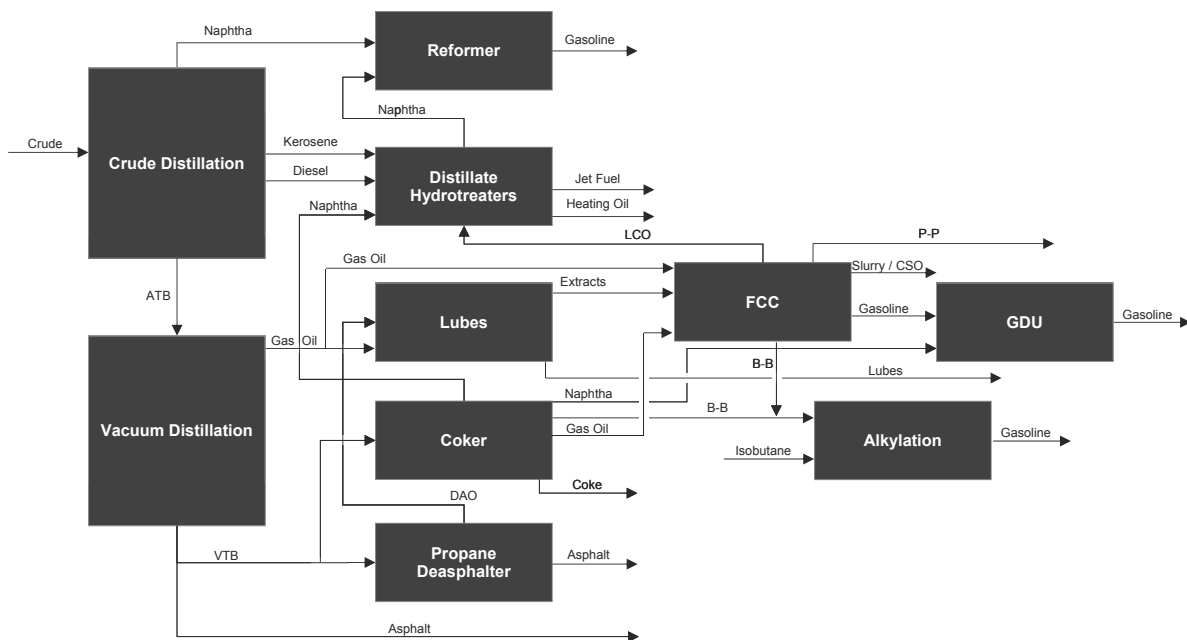 Naphtha
Reformer
Gasoline
Naphtha
Crude
Crude Distillation
Kerosene
Diesel
Distillate
Hydrotreaters
Jet Fuel
Heating Oil
Naphtha
LCO
P-P
Gas Oil
Slurry / CSO
ATB
Extracts
FCC
Gasoline
Lubes
GDU
Gasoline
Gas Oil
B-B
Lubes
Naphtha
B-B
Vacuum Distillation
Coker
Gas Oil
Alkylation
Gasoline
Isobutane
Coke
DAO
VTB
Propane
Deasphalter
Asphalt
Asphalt